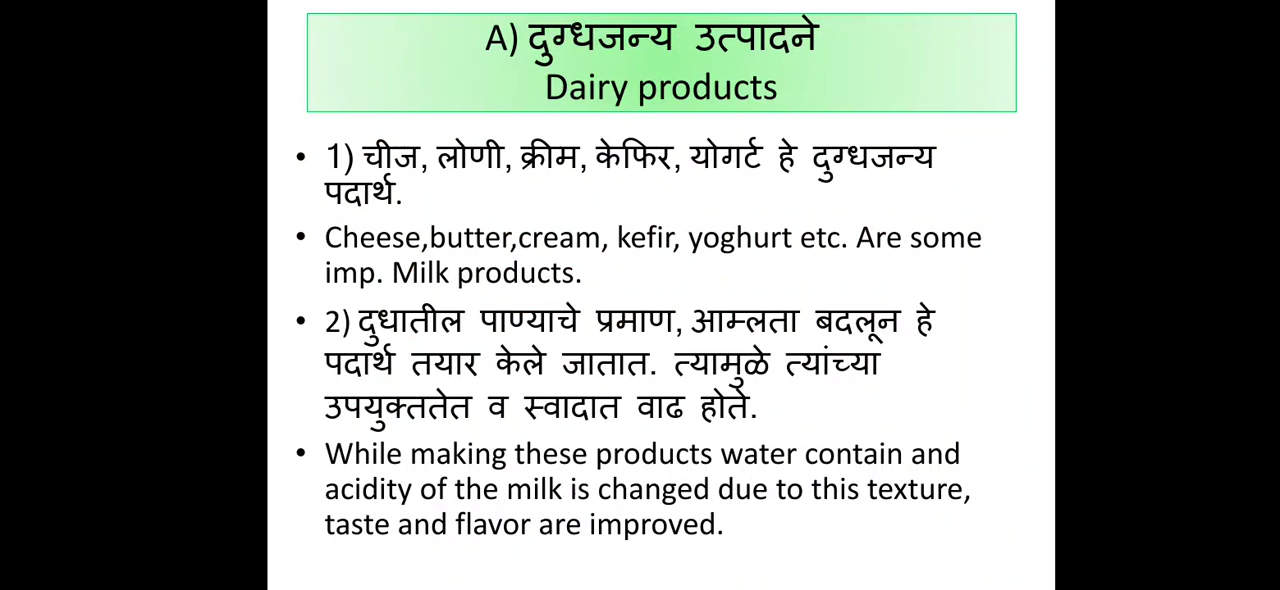 A) दुग्धजन्य उत्पादने
Dairy products
• 1) चीज, लोणी, क्रीम, केफिर, योगर्ट हे दुग्धजन्य
पदार्थ.
• Cheese,butter,cream, kefir, yoghurt etc. Are some
imp. Milk products.
• 2) दुधातील पाण्याचे प्रमाण, आम्लता बदलून हे
पदार्थ तयार केले जातात. त्यामुळे त्यांच्या
उपयुक्ततेत व स्वादात वाढ होते.
• While making these products water contain and
acidity of the milk is changed due to this texture,
taste and flavor are improved.